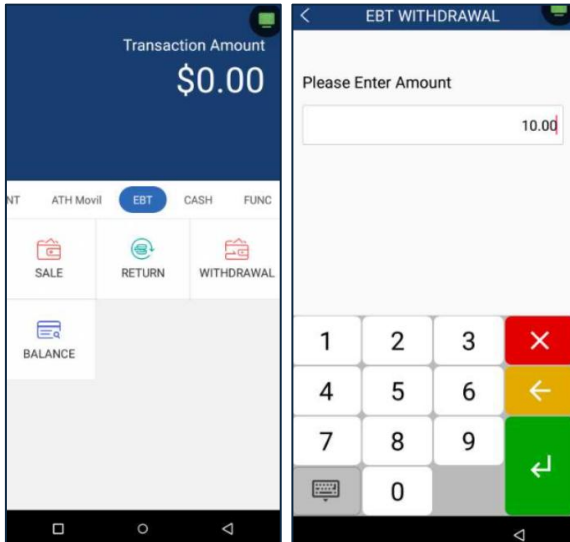 Transaction Amount
$0.00
NT ATH Movil EBT CASH FUNC
SALE RETURN WITHDRAWAL
BALANCE
EBT WITHDRAWAL
Please Enter Amount
10.00
1 2 3
4 5 6
7 8 9
0